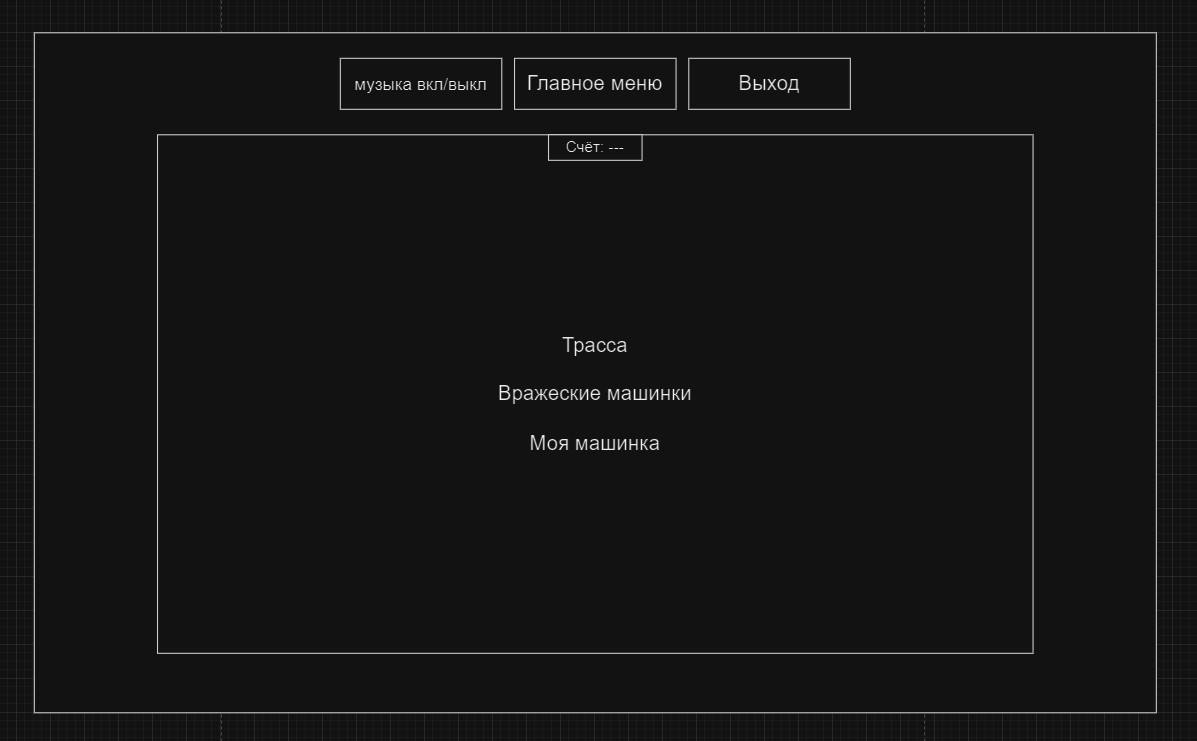 музыка вкл/выкл
Главное меню
Выход
Счёт: ---
Трасса
Вражеские машинки
Моя машинка